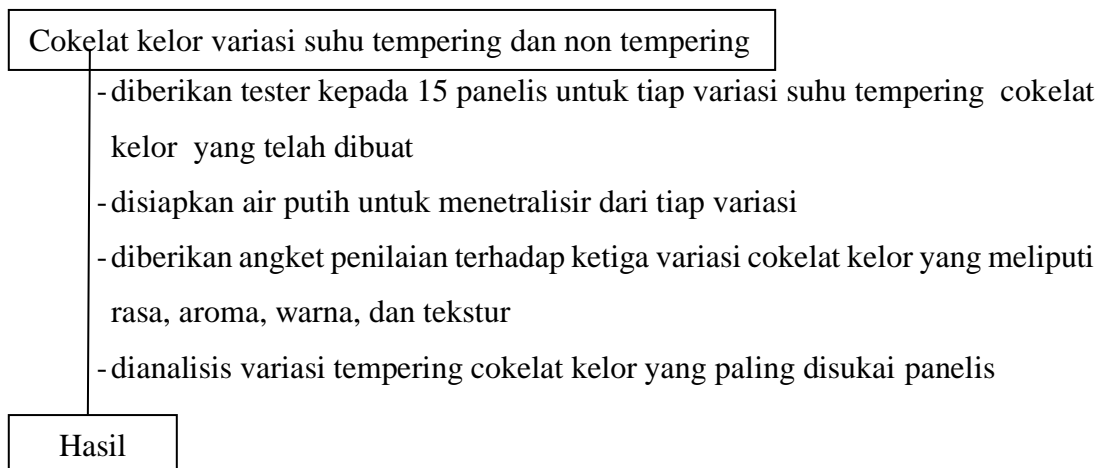 Cokelat kelor variasi suhu tempering dan non tempering
- diberikan tester kepada 15 panelis untuk tiap variasi suhu tempering cokelat
kelor yang telah dibuat
- disiapkan air putih untuk menetralisir dari tiap variasi
- diberikan angket penilaian terhadap ketiga variasi cokelat kelor yang meliputi
rasa, aroma, warna, dan tekstur
- dianalisis variasi tempering cokelat kelor yang paling disukai panelis
Hasil